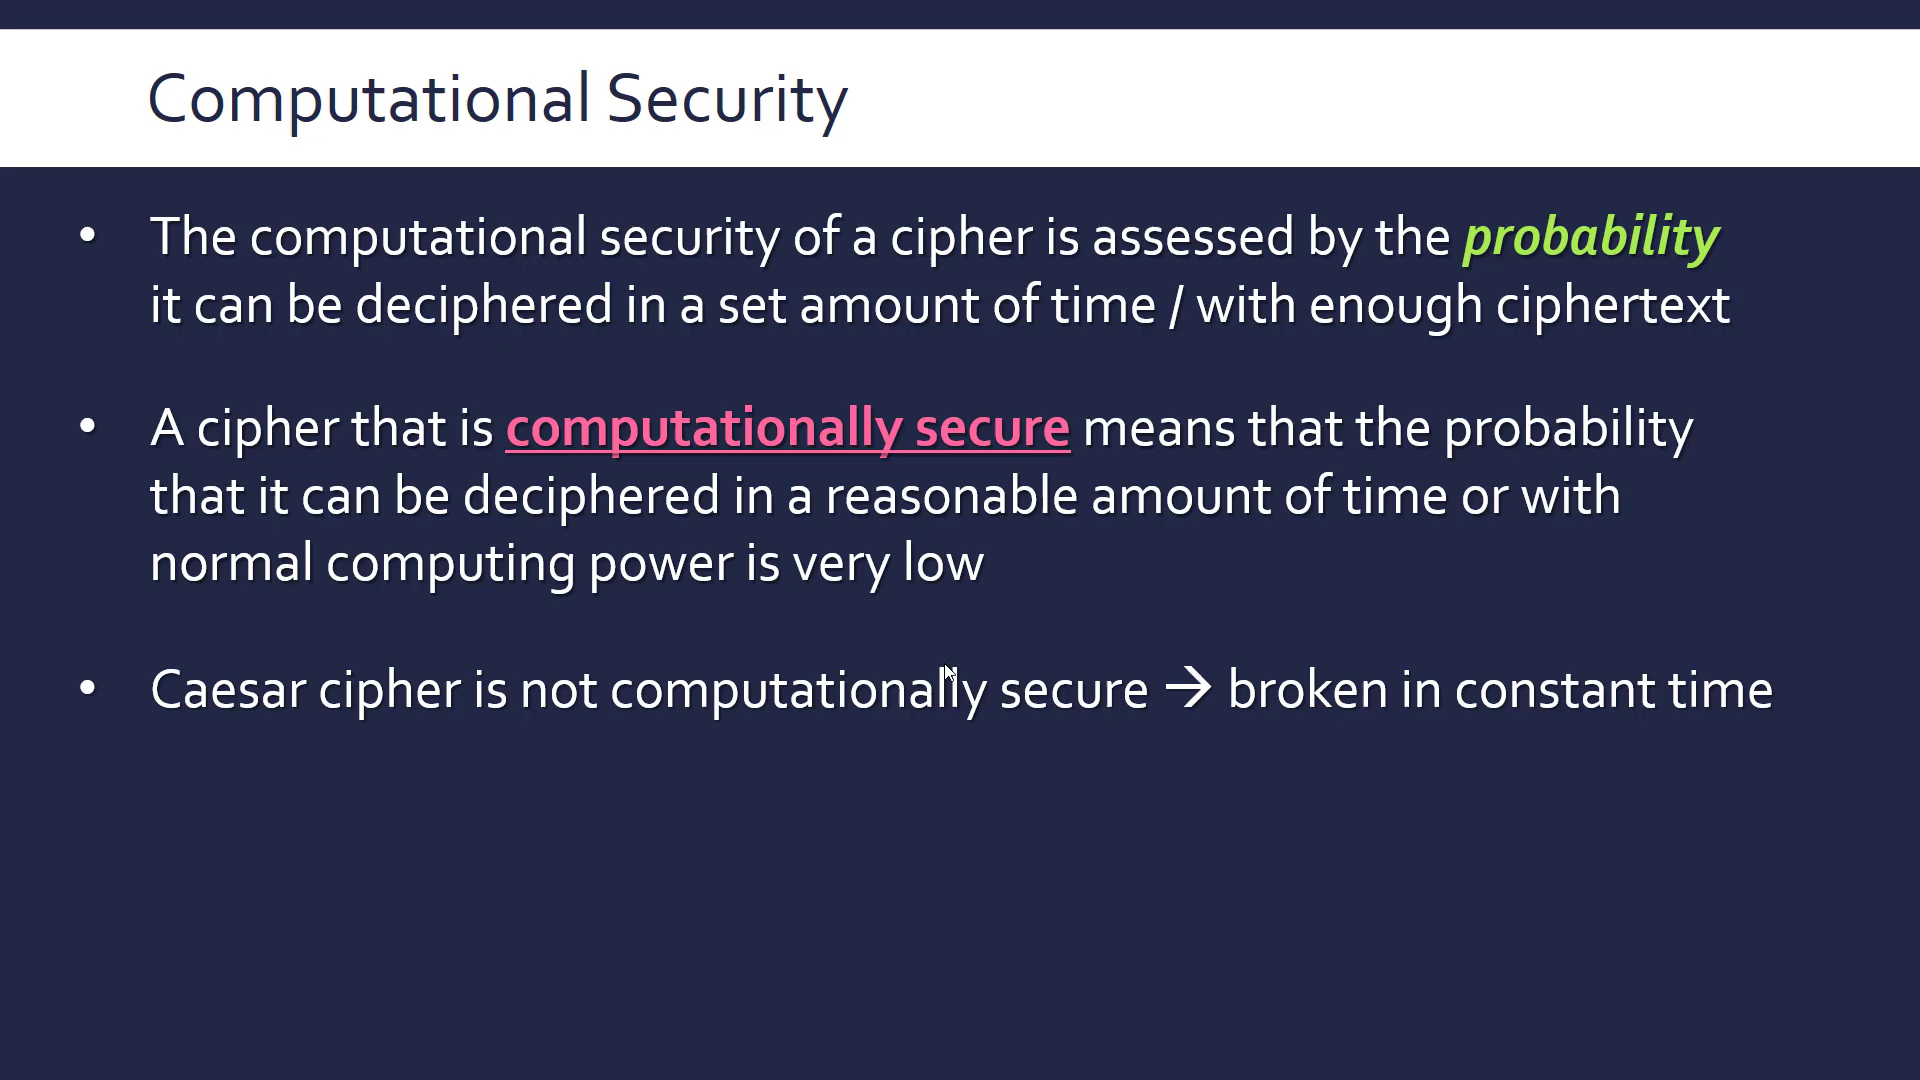 Computational Security
• The computational security of a cipher is assessed by the probability
it can be deciphered in a set amount of time / with enough ciphertext
• A cipher that is computationally secure means that the probability
that it can be deciphered in a reasonable amount of time or with
normal computing power is very low
• Caesar cipher is not computationally secure → broken in constant time